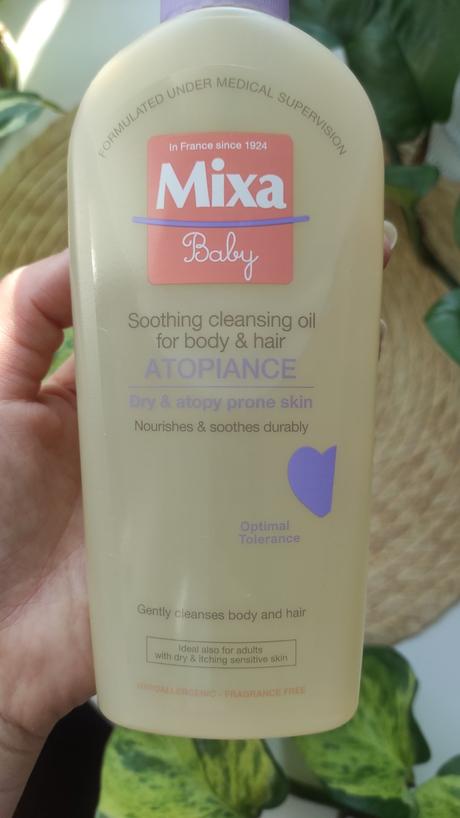 FORMULATED UNDER MEDICAL SUPERVISION
In France since 1924
Mixa
Baby
Soothing cleansing oil
for body & hair
ATOPIANCE
Dry & atopy prone skin
Nourishes & soothes durably
Optimal
Tolerance
Gently cleanses body and hair
Ideal also for adults
with dry & itching sensitive skin
HYPOALLERGENIC - FRAGRANCE FREE